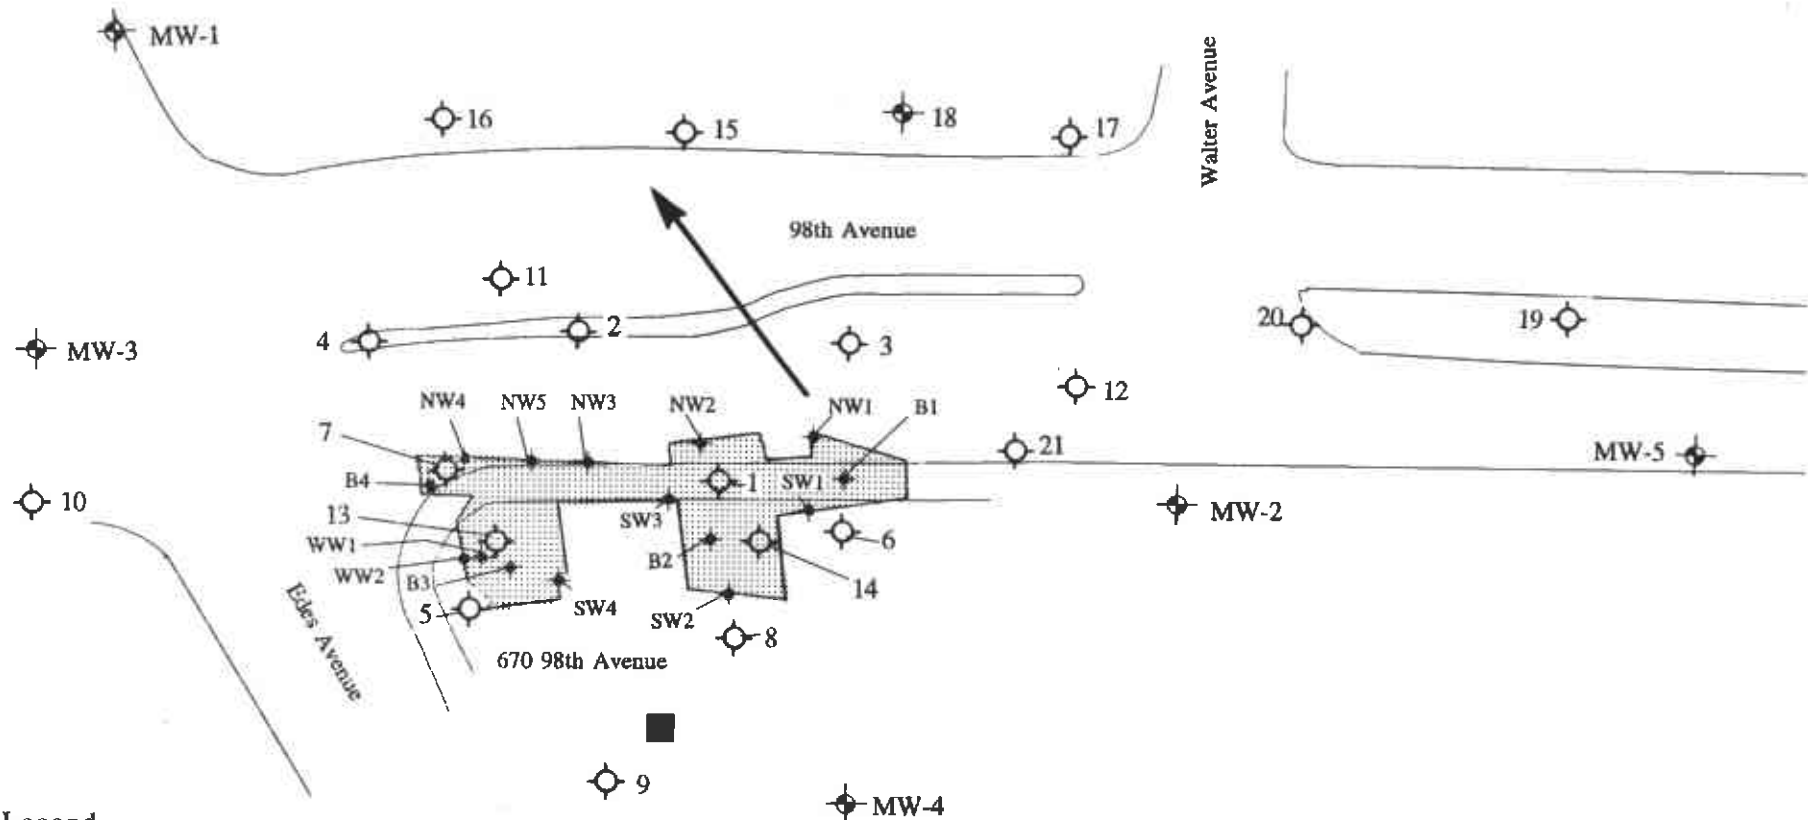 MW-1
16
15
18
17
Walter Avenue
98th Avenue
11
4
2
3
20
19
MW-3
12
NW4
NW5
NW3
NW2
NW1
B1
7
21
MW-5
B4
1
SW1
10
13
SW3
6
MW-2
WW1
WW2
B3
B2
14
5
SW4
SW2
8
Edes Avenue
670 98th Avenue
9
MW-4
Legend